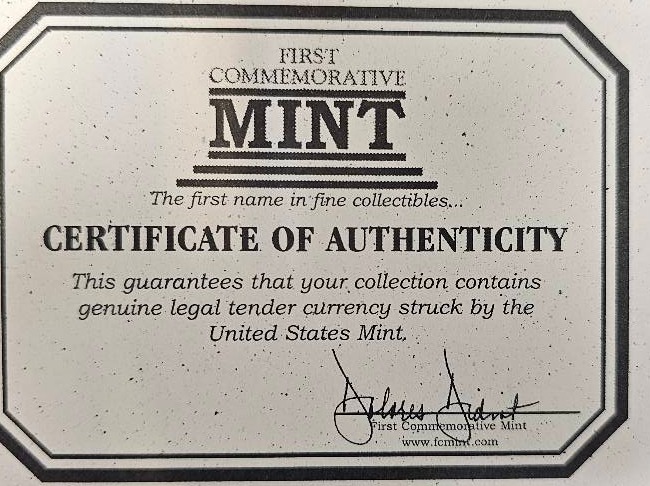 FIRST
COMMEMORATIVE
MINT
The first name in fine collectibles...
CERTIFICATE OF AUTHENTICITY
This guarantees that your collection contains
genuine legal tender currency struck by the
United States Mint.
Dolores
First Commemorative Mint
www.fcmint.com